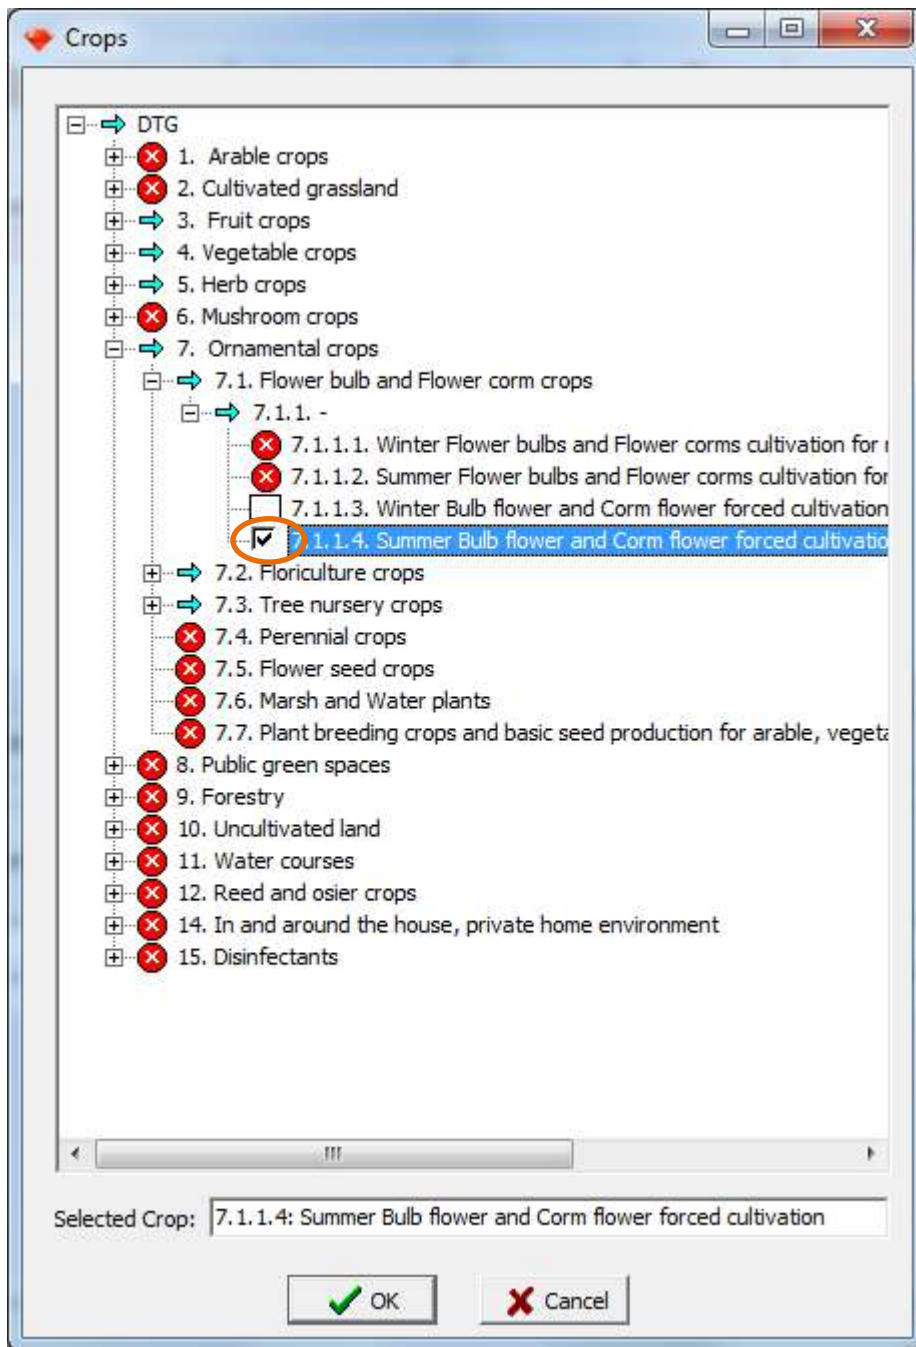 Crops
DTG
1. Arable crops
2. Cultivated grassland
3. Fruit crops
4. Vegetable crops
5. Herb crops
6. Mushroom crops
7. Ornamental crops
7.1. Flower bulb and Flower corm crops
7.1.1. -
7.1.1.1. Winter Flower bulbs and Flower corms cultivation for
7.1.1.2. Summer Flower bulbs and Flower corms cultivation for
7.1.1.3. Winter Bulb flower and Corm flower forced cultivation
7.1.1.4. Summer Bulb flower and Corm flower forced cultivatio
7.2. Floriculture crops
7.3. Tree nursery crops
7.4. Perennial crops
7.5. Flower seed crops
7.6. Marsh and Water plants
7.7. Plant breeding crops and basic seed production for arable, vegeta
8. Public green spaces
9. Forestry
10. Uncultivated land
11. Water courses
12. Reed and osier crops
14. In and around the house, private home environment
15. Disinfectants
Selected Crop: 7.1.1.4: Summer Bulb flower and Corm flower forced cultivation
OK Cancel